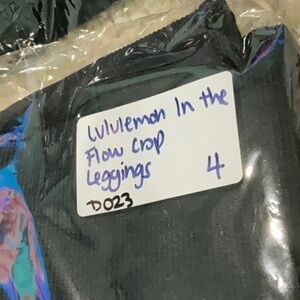 lululemon In the
Flow Crop
Leggings 4
D023